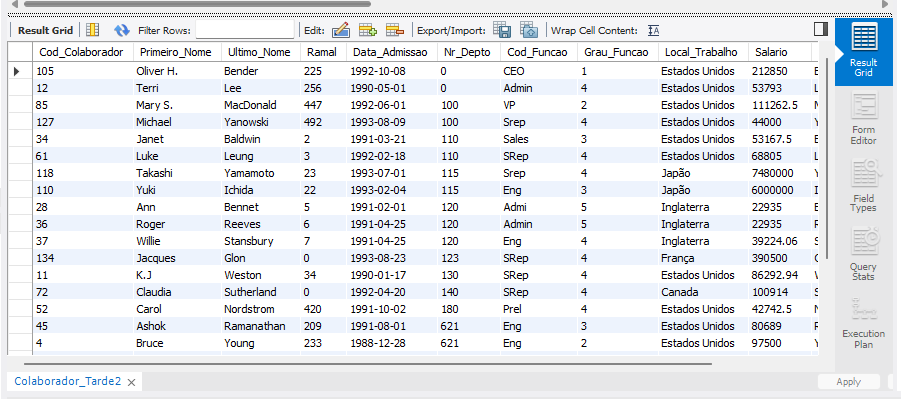 Result Grid Filter Rows: Edit: Export/Import: Wrap Cell Content:
Cod_Colaborador Primeiro_Nome Ultimo_Nome Ramal Data_Admissao Nr_Depto Cod_Funcao Grau_Funcao Local_Trabalho Salario
105 Oliver H. Bender 225 1992-10-08 0 CEO 1 Estados Unidos 212850
12 Terri Lee 256 1990-05-01 0 Admin 4 Estados Unidos 53793
85 Mary S. MacDonald 447 1992-06-01 100 VP 2 Estados Unidos 111262.5
127 Michael Yanowski 492 1993-08-09 100 Srep 4 Estados Unidos 44000
34 Janet Baldwin 2 1991-03-21 110 Sales 3 Estados Unidos 53167.5
61 Luke Leung 3 1992-02-18 110 SRep 4 Estados Unidos 68805
118 Takashi Yamamoto 23 1993-07-01 115 Srep 4 Japão 7480000
110 Yuki Ichida 22 1993-02-04 115 Eng 3 Japão 6000000
28 Ann Bennet 5 1991-02-01 120 Admi 5 Inglaterra 22935
36 Roger Reeves 6 1991-04-25 120 Admin 5 Inglaterra 22935
37 Willie Stansbury 7 1991-04-25 120 Eng 4 Inglaterra 39224.06
134 Jacques Glon 0 1993-08-23 123 SRep 4 França 390500
11 K.J Weston 34 1990-01-17 130 SRep 4 Estados Unidos 86292.94
72 Claudia Sutherland 0 1992-04-20 140 SRep 4 Canada 100914
52 Carol Nordstrom 420 1991-10-02 180 Prel 4 Estados Unidos 42742.5
45 Ashok Ramanathan 209 1991-08-01 621 Eng 3 Estados Unidos 80689
4 Bruce Young 233 1988-12-28 621 Eng 2 Estados Unidos 97500
Result
Grid
Form
Editor
Field
Types
Query
Stats
Execution
Plan
Colaborador_Tarde2
Apply